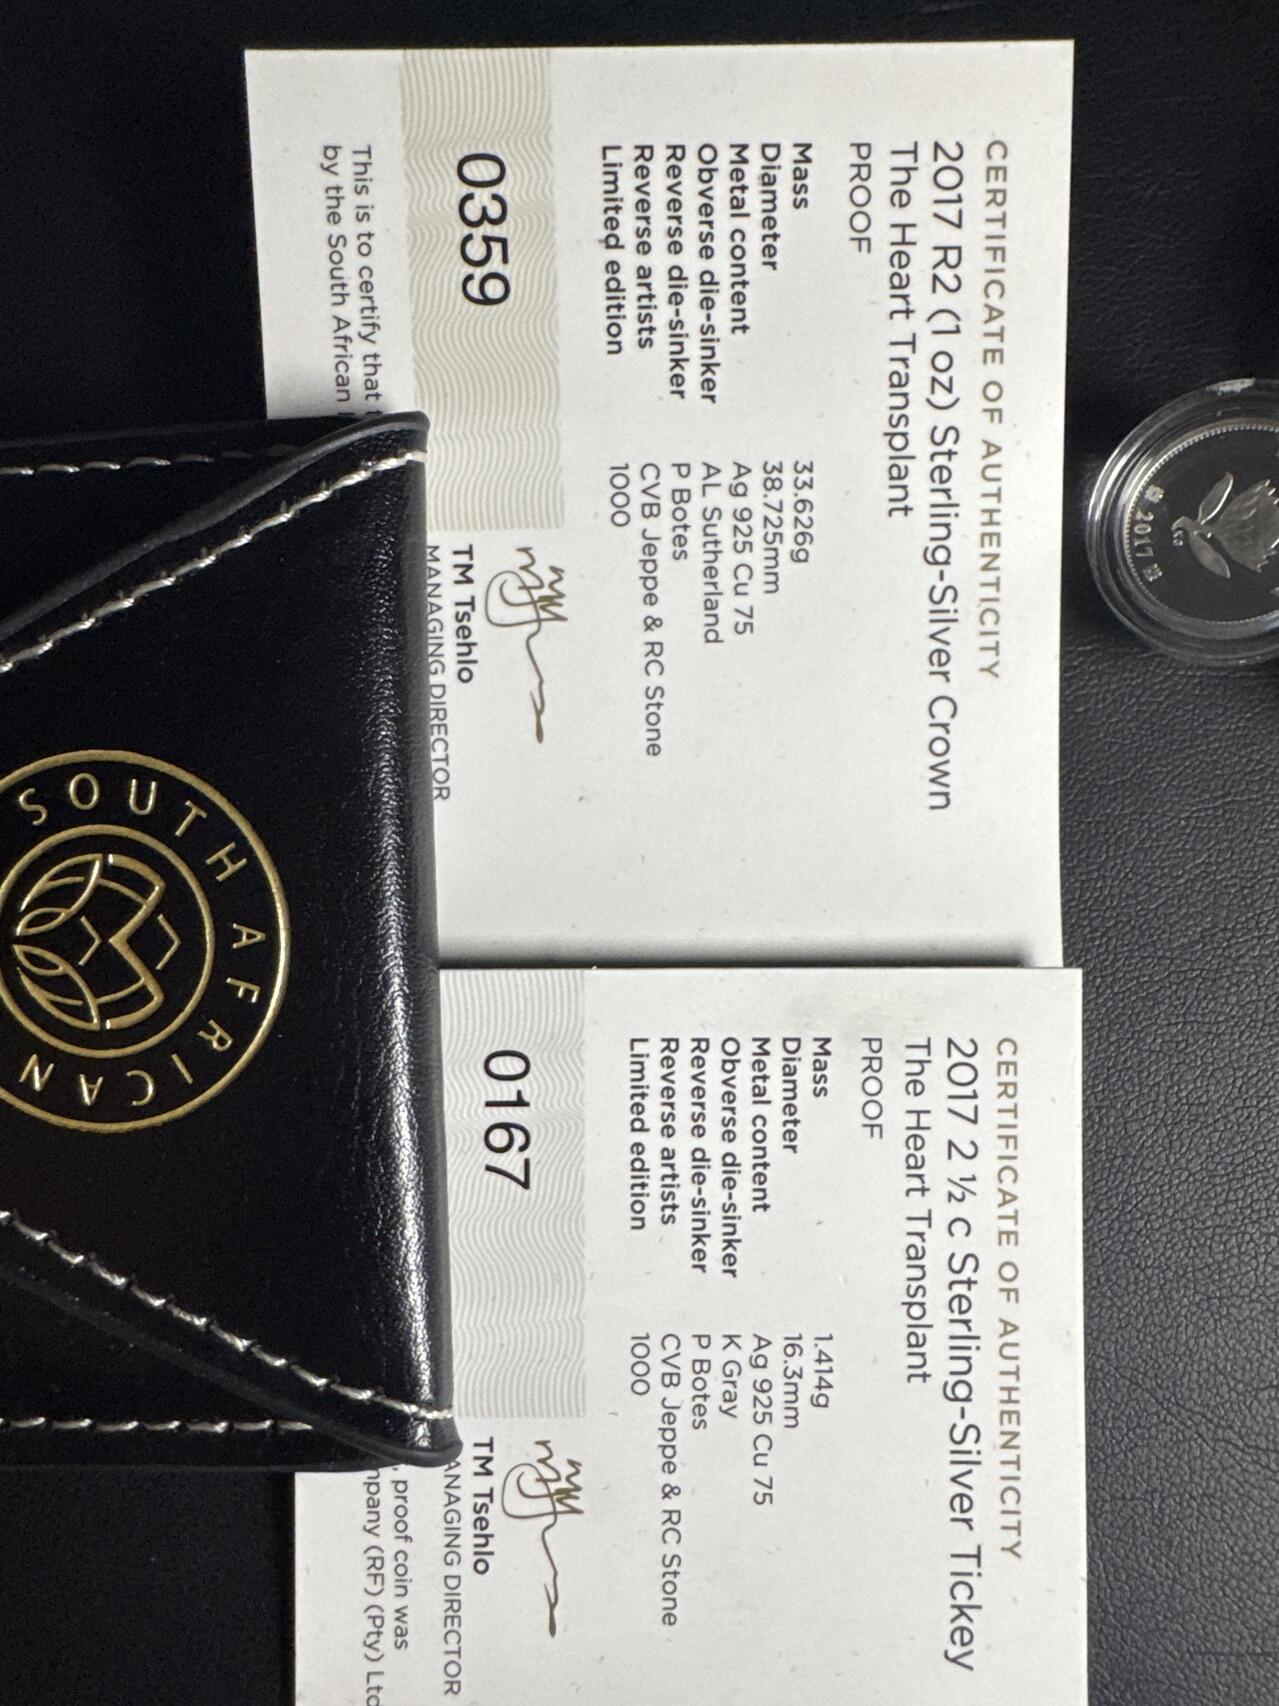 CERTIFICATE OF AUTHENTICITY
2017 R2 (1 oz) Sterling-Silver Crown
The Heart Transplant
PROOF
Mass 33.626g
Diameter 38.725mm
Metal content Ag 925 Cu 75
Obverse die-sinker AL Sutherland
Reverse die-sinker P Botes
Reverse artists CVB Jeppe & RC Stone
Limited edition 1000
0359
TM Tsehlo
MANAGING DIRECTOR
This is to certify that
by the South African
CERTIFICATE OF AUTHENTICITY
2017 2 ½ c Sterling-Silver Tickey
The Heart Transplant
PROOF
Mass 1.414g
Diameter 16.3mm
Metal content Ag 925 Cu 75
Obverse die-sinker K Gray
Reverse die-sinker P Botes
Reverse artists CVB Jeppe & RC Stone
Limited edition 1000
0167
TM Tsehlo
ANAGING DIRECTOR
proof coin was
mpany (RF) (Pty) Ltd
SOUTH AFRICAN
2017